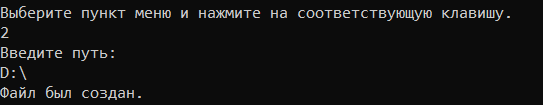 Выберите пункт меню и нажмите на соответствующую клавишу.
2
Введите путь:
D:\
Файл был создан.